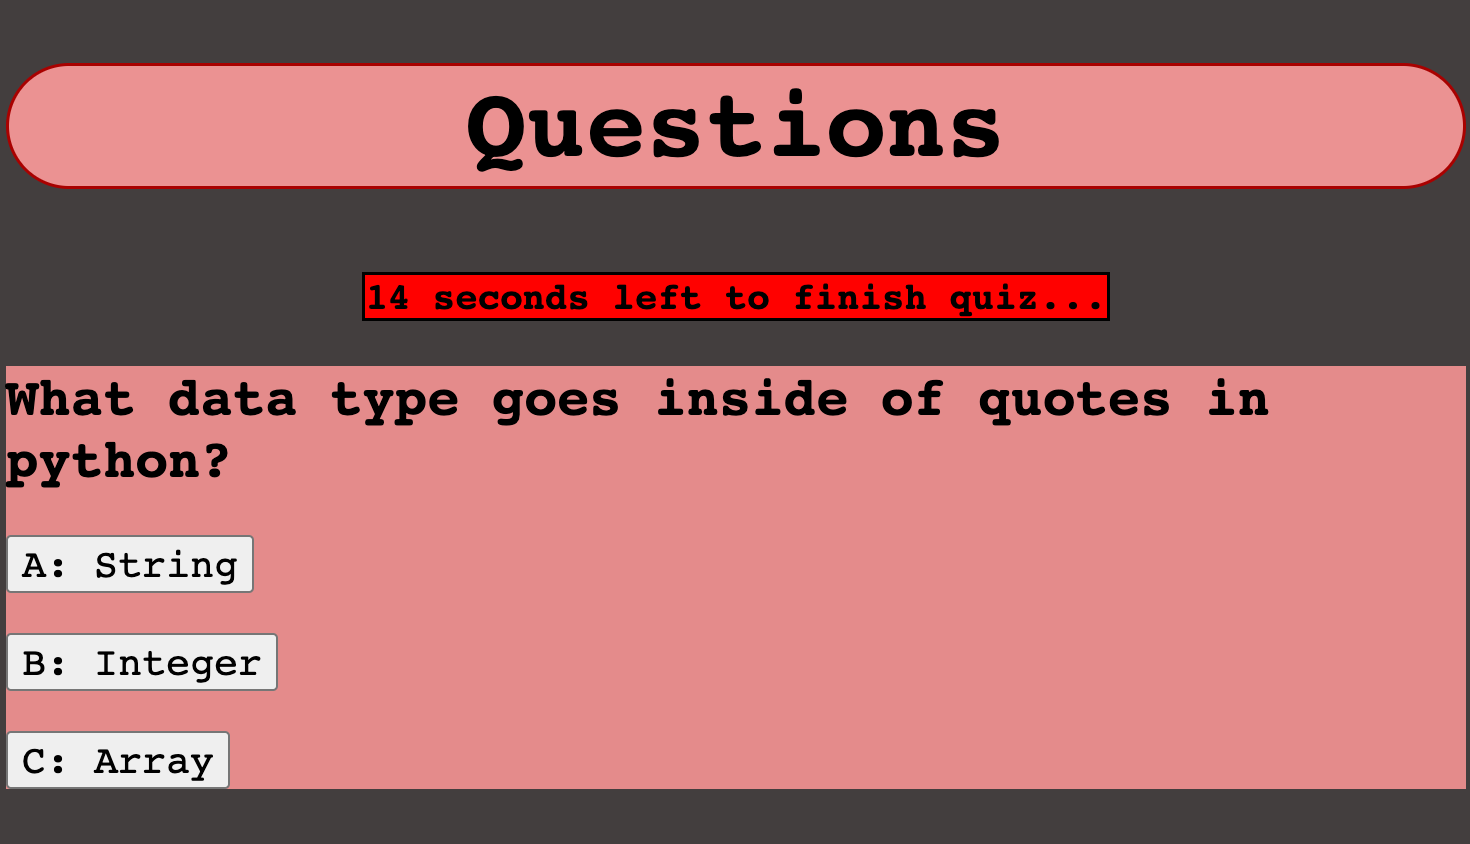 Questions
14 seconds left to finish quiz...
What data type goes inside of quotes in
python?
A: String
B: Integer
C: Array